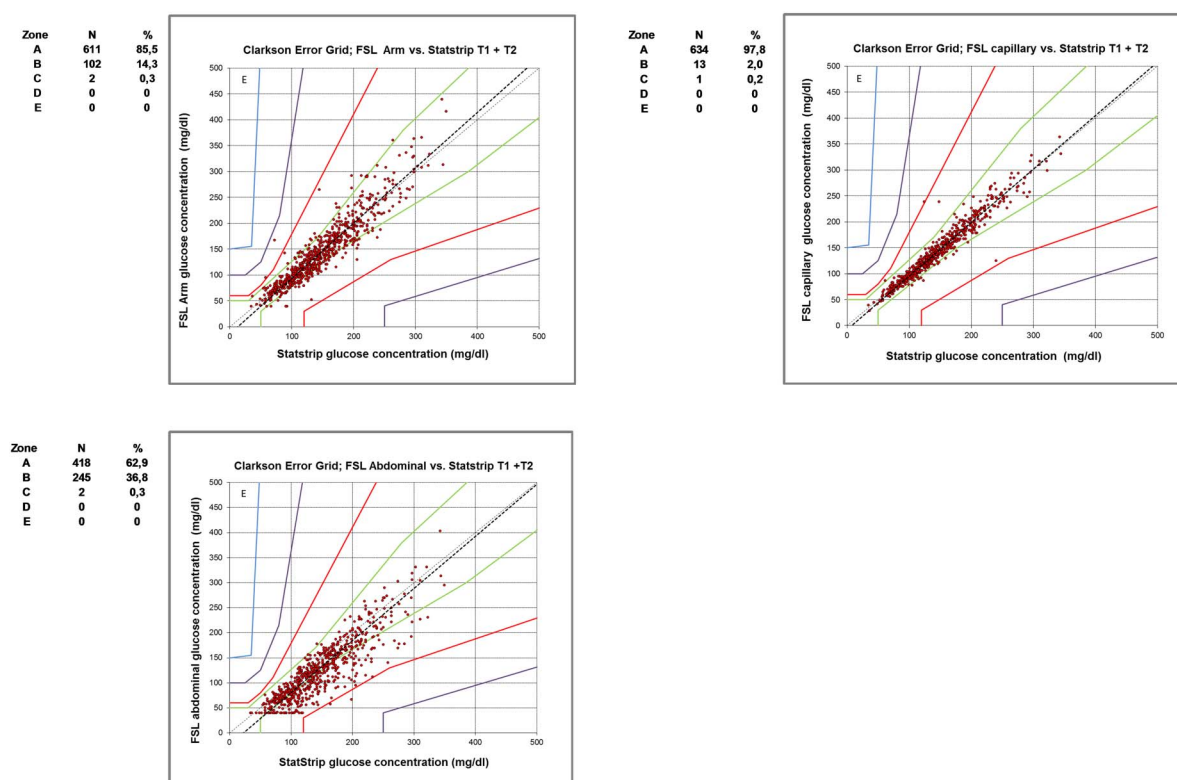 Zone N %
A 611 85,5
B 102 14,3
C 2 0,3
D 0 0
E 0 0
Clarkson Error Grid; FSL Arm vs. Statstrip T1 + T2
E
FSL Arm glucose concentration (mg/dl)
500
450
400
350
300
250
200
150
100
50
0
0 100 200 300 400 500
Statstrip glucose concentration (mg/dl)
Zone N %
A 634 97,8
B 13 2,0
C 1 0,2
D 0 0
E 0 0
Clarkson Error Grid; FSL capillary vs. Statstrip T1 + T2
E
FSL capillary glucose concentration (mg/dl)
500
450
400
350
300
250
200
150
100
50
0
0 100 200 300 400 500
Statstrip glucose concentration (mg/dl)
Zone N %
A 418 62,9
B 245 36,8
C 2 0,3
D 0 0
E 0 0
Clarkson Error Grid; FSL Abdominal vs. Statstrip T1 +T2
E
FSL abdominal glucose concentration (mg/dl)
500
450
400
350
300
250
200
150
100
50
0
0 100 200 300 400 500
StatStrip glucose concentration (mg/dl)